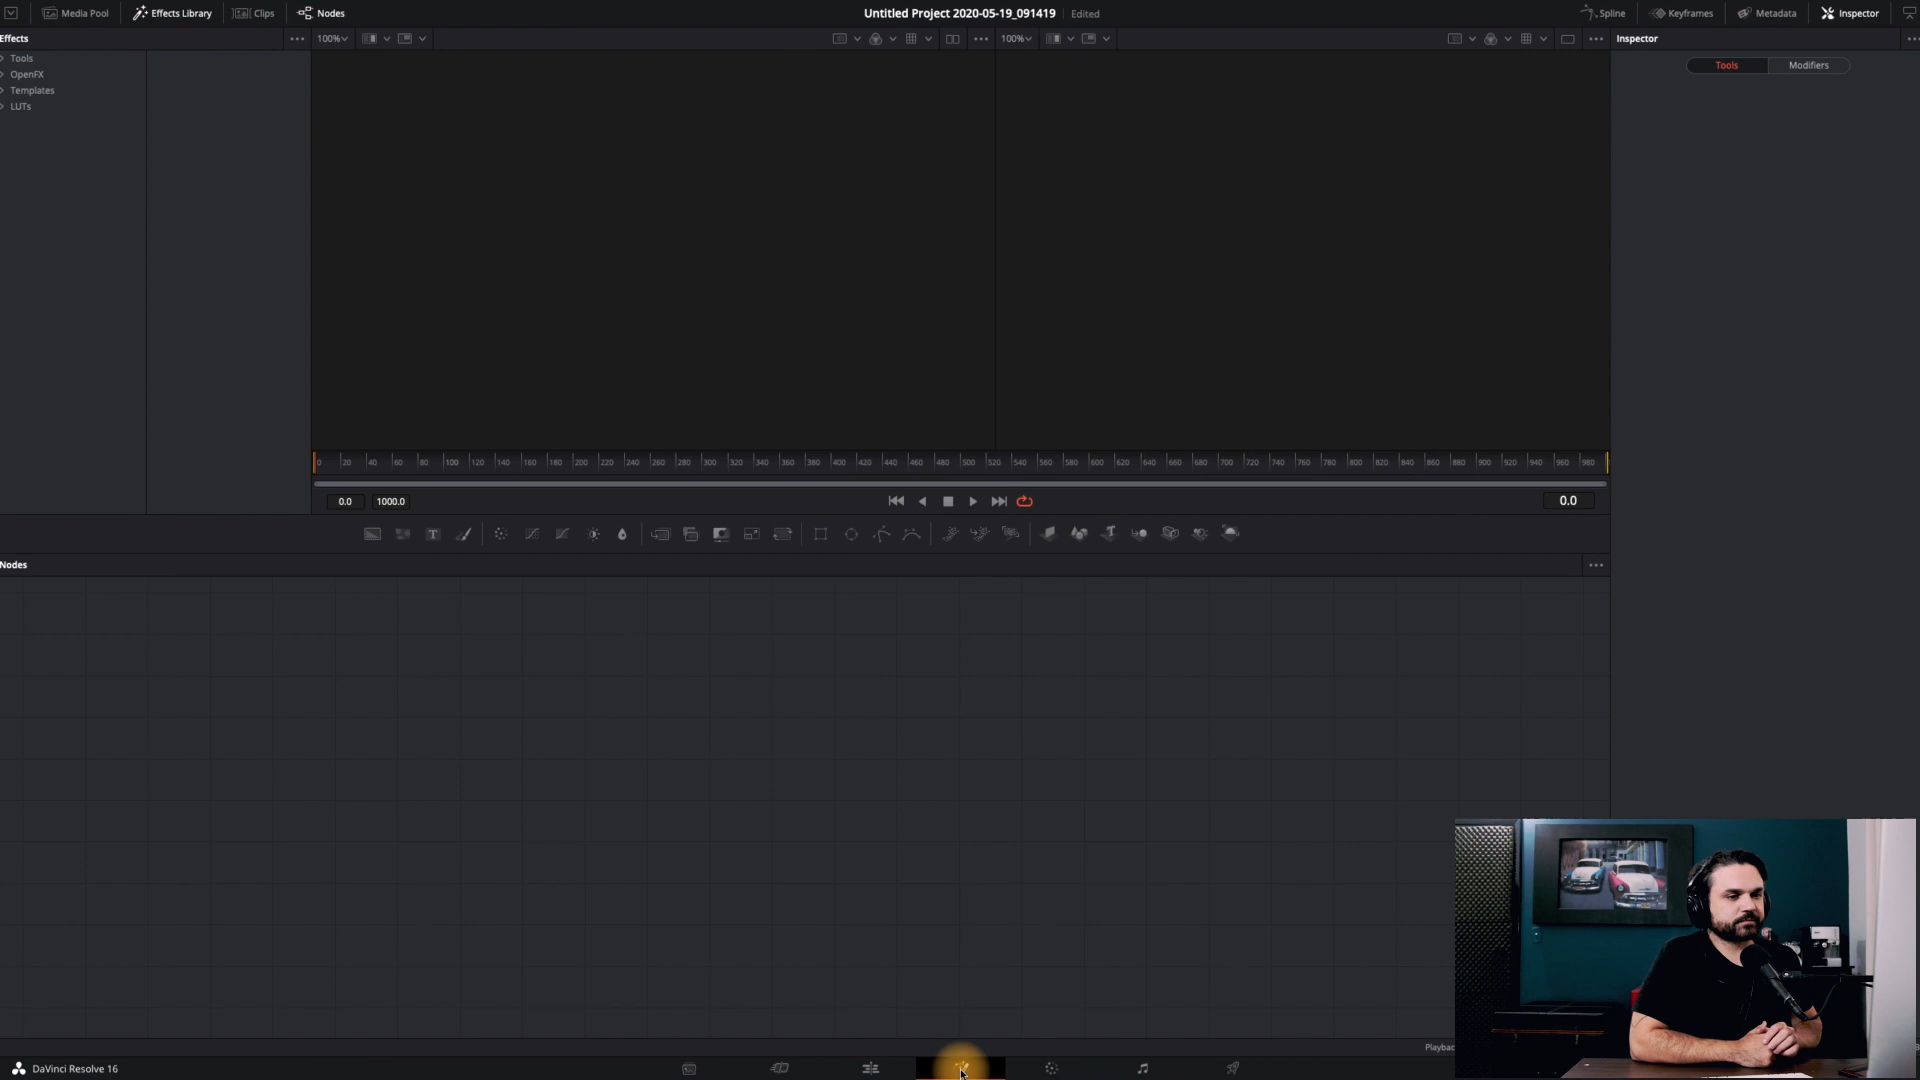 Media Pool Effects Library Clips Nodes Untitled Project 2020-05-19_091419 Edited Spline Keyframes Metadata Inspector
Effects 100% 100% Inspector
Tools
OpenFX
Templates
LUTs
Tools Modifiers
0 20 40 60 80 100 120 140 160 180 200 220 240 260 280 300 320 340 360 380 400 420 440 460 480 500 520 540 560 580 600 620 640 660 680 700 720 740 760 780 800 820 840 860 880 900 920 940 960 980
0.0 1000.0 0.0
T
Nodes
Playbac
DaVinci Resolve 16